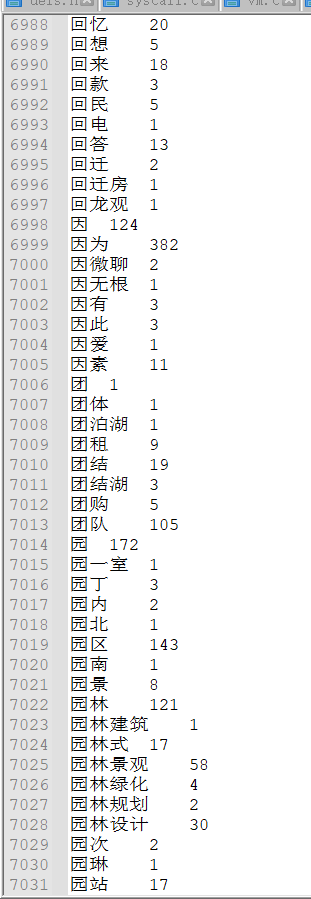 defs.h syscall.c vm.c
6988 回忆 20
6989 回想 5
6990 回来 18
6991 回款 3
6992 回民 5
6993 回电 1
6994 回答 13
6995 回迁 2
6996 回迁房 1
6997 回龙观 1
6998 因 124
6999 因为 382
7000 因微聊 2
7001 因无根 1
7002 因有 3
7003 因此 3
7004 因爱 1
7005 因素 11
7006 团 1
7007 团体 1
7008 团泊湖 1
7009 团租 9
7010 团结 19
7011 团结湖 3
7012 团购 5
7013 团队 105
7014 园 172
7015 园一室 1
7016 园丁 3
7017 园内 2
7018 园北 1
7019 园区 143
7020 园南 1
7021 园景 8
7022 园林 121
7023 园林建筑 1
7024 园林式 17
7025 园林景观 58
7026 园林绿化 4
7027 园林规划 2
7028 园林设计 30
7029 园次 2
7030 园琳 1
7031 园站 17